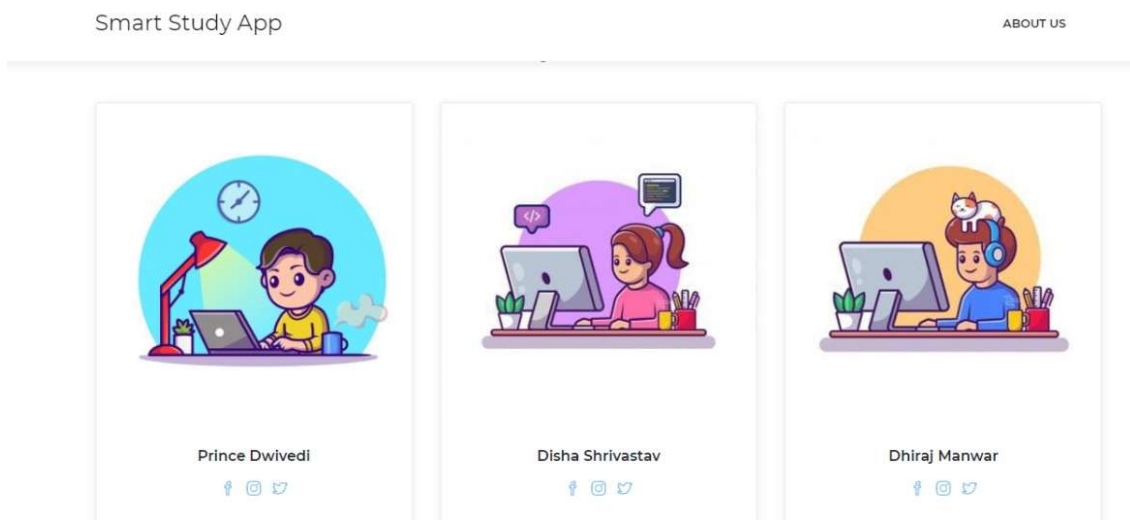 Smart Study App
ABOUT US
</>
Prince Dwivedi
Disha Shrivastav
Dhiraj Manwar